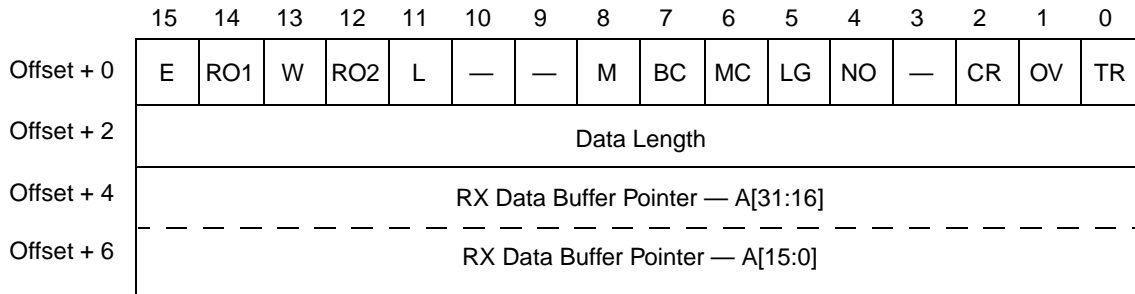 15 14 13 12 11 10 9 8 7 6 5 4 3 2 1 0
Offset + 0 E RO1 W RO2 L — — M BC MC LG NO — CR OV TR
Offset + 2 Data Length
Offset + 4 RX Data Buffer Pointer — A[31:16]
Offset + 6 RX Data Buffer Pointer — A[15:0]